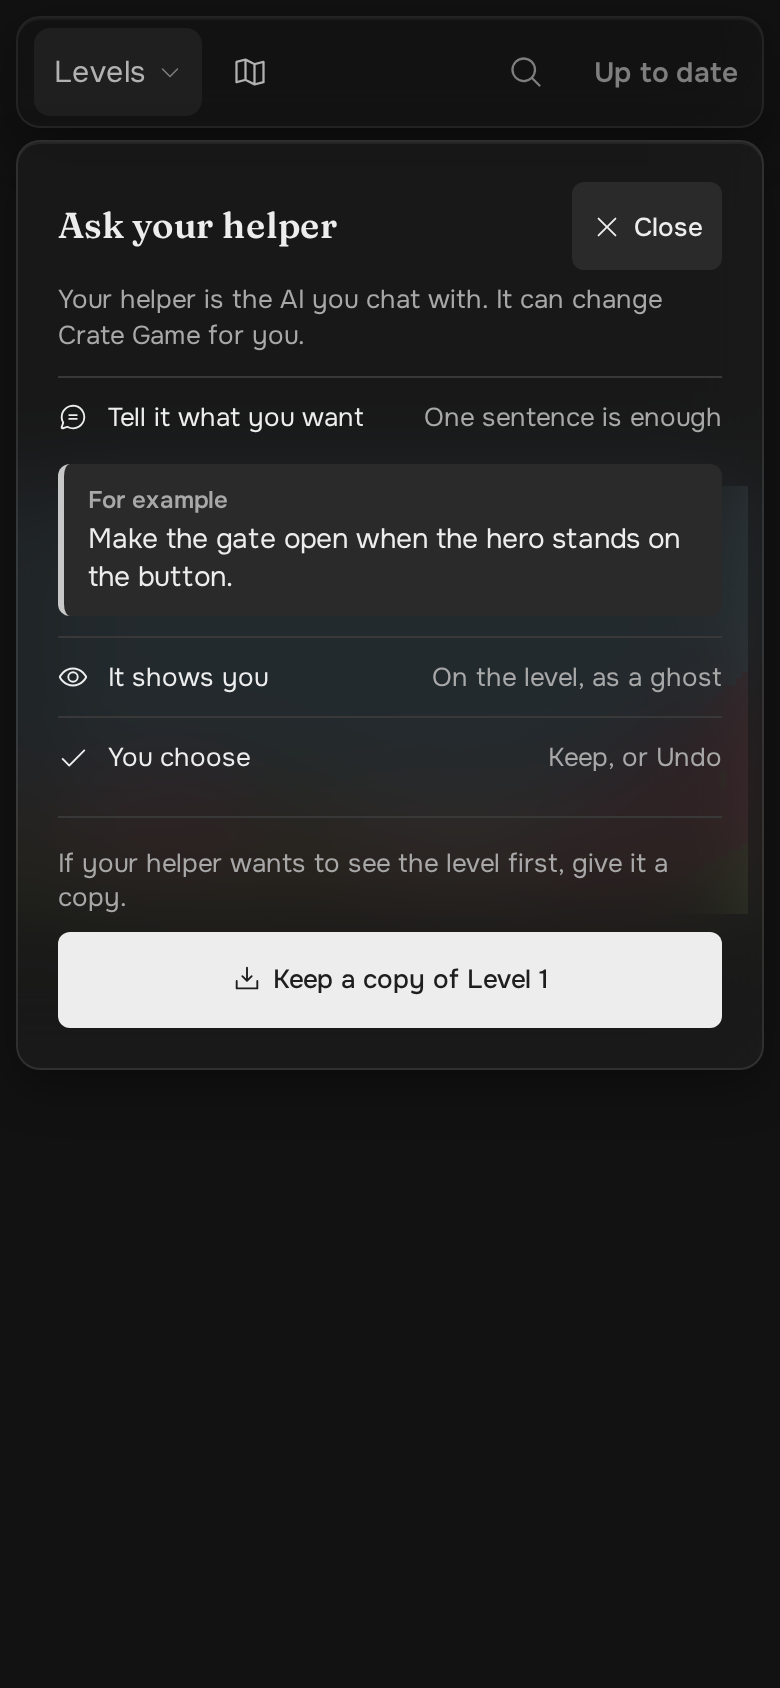 Levels
Up to date
Ask your helper
Close
Your helper is the AI you chat with. It can change
Crate Game for you.
Tell it what you want
One sentence is enough
For example
Make the gate open when the hero stands on
the button.
It shows you
On the level, as a ghost
You choose
Keep, or Undo
If your helper wants to see the level first, give it a
copy.
Keep a copy of Level 1